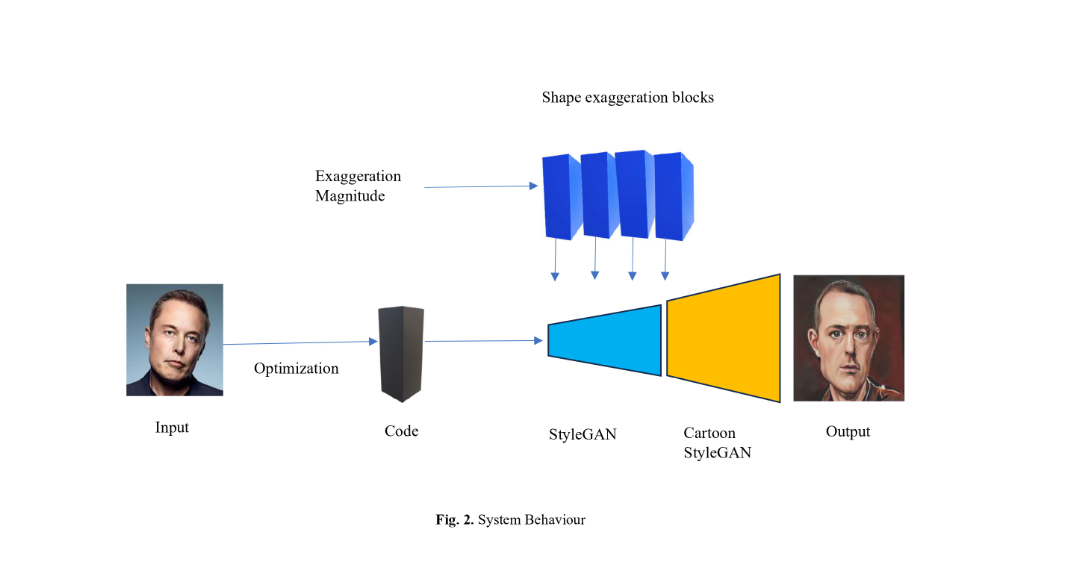 Shape exaggeration blocks
Exaggeration
Magnitude
Optimization
Input
Code
StyleGAN
Cartoon
StyleGAN
Output
Fig. 2. System Behaviour